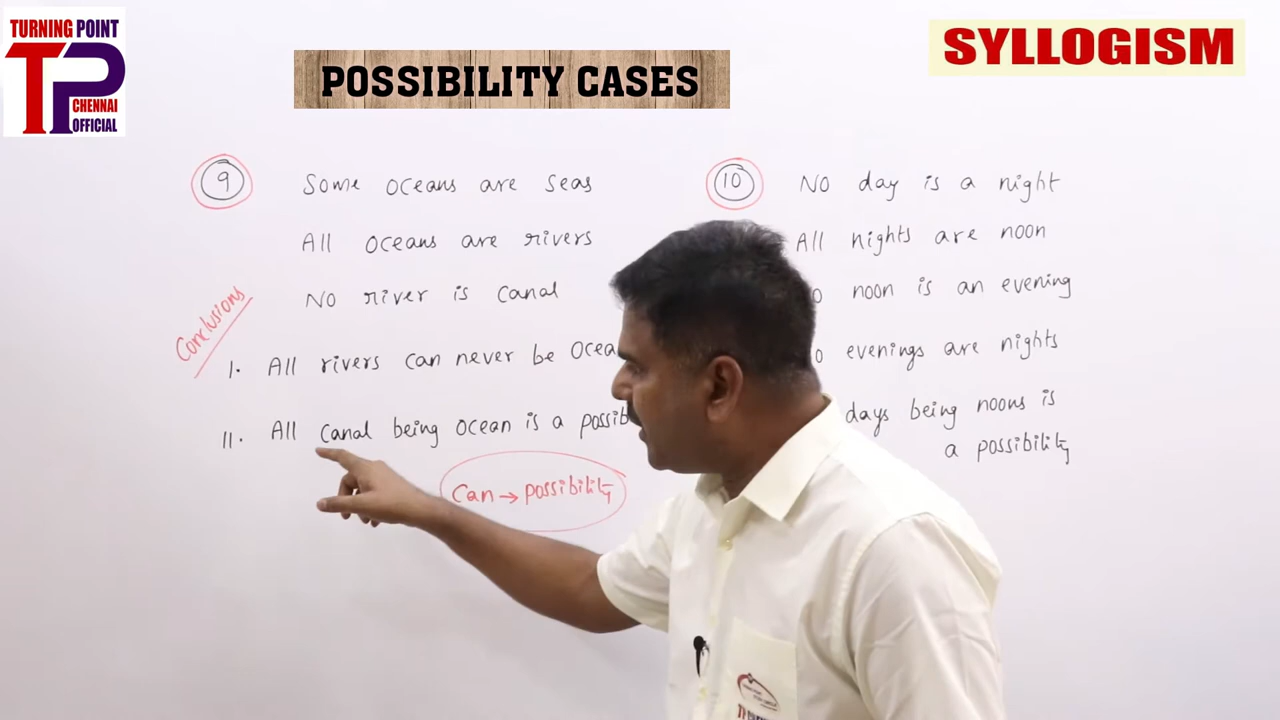 TURNING POINT
TP
CHENNAI
OFFICIAL
POSSIBILITY CASES
SYLLOGISM
9
Some oceans are seas
All oceans are rivers
No river is canal
Conclusions
I. All rivers can never be
II. All canal being ocean is a
Can → possibility
10
No day is a night
All nights are noon
noon is an evening
evenings are nights
days being noons is
a possibility